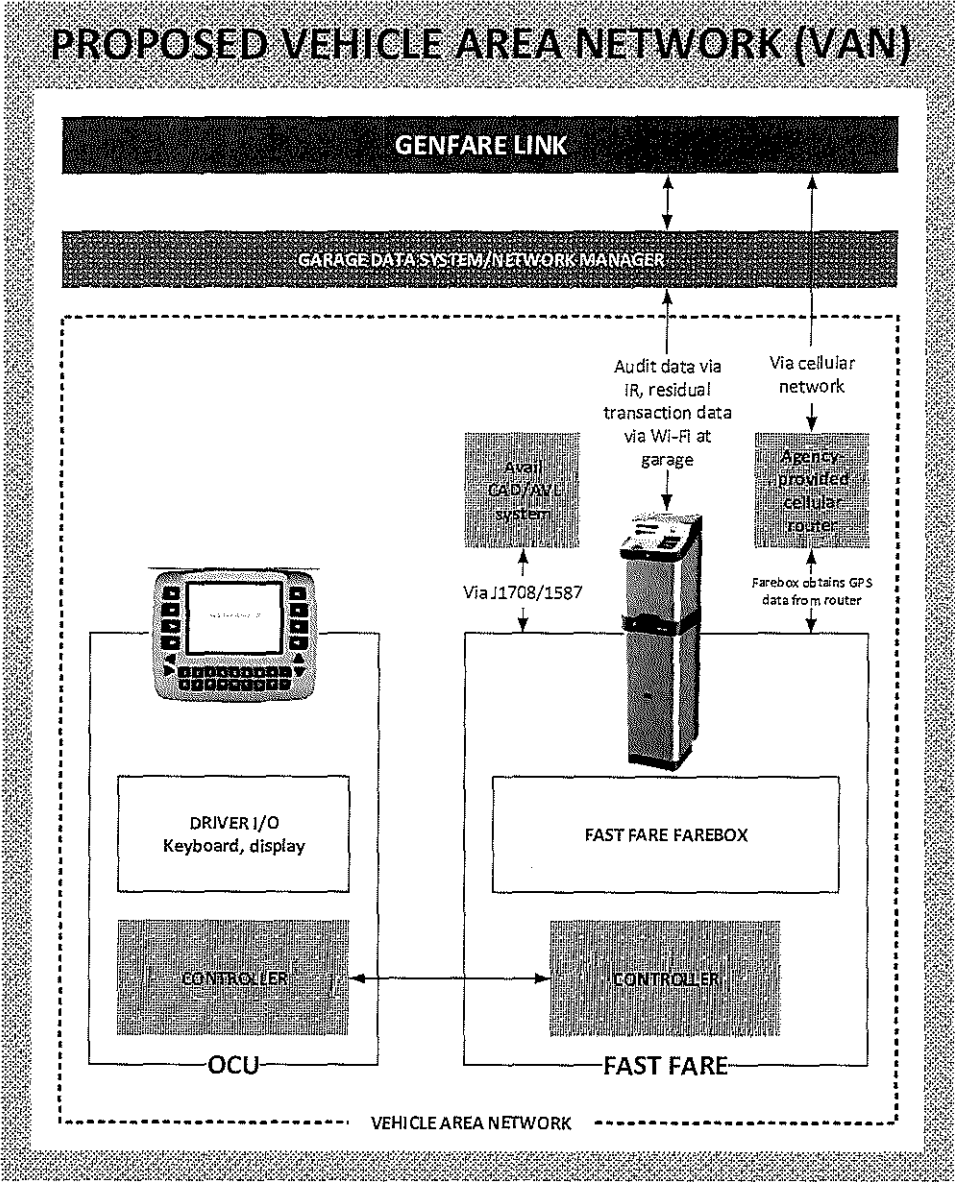 PROPOSED VEHICLE AREA NETWORK (VAN)
GENFARE LINK
GARAGE DATA SYSTEM/NETWORK MANAGER
Audit data via
IR, residual
transaction data
via Wi-Fi at
garage
Via cellular
network
Avail
CAD/AVL
system
Agency-
provided
cellular
router
Via J1708/1587
Farebox obtains GPS
data from router
DRIVER I/O
Keyboard, display
FAST FARE FAREBOX
CONTROLLER
CONTROLLER
OCU
FAST FARE
VEHICLE AREA NETWORK